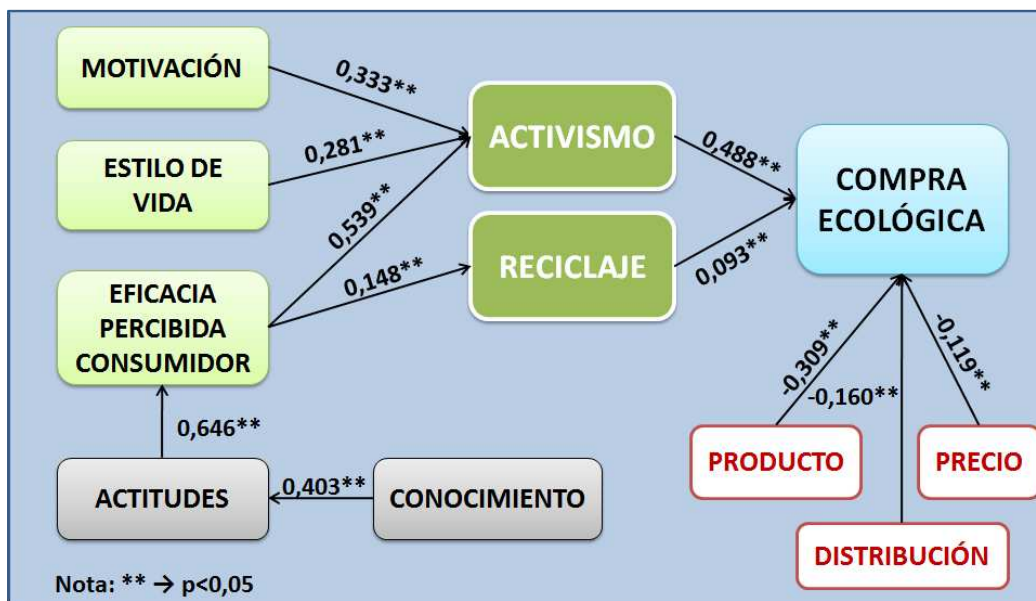 MOTIVACIÓN
0,333**
ESTILO DE
VIDA
0,281**
EFICACIA
PERCIBIDA
CONSUMIDOR
0,539**
0,148**
ACTIVISMO
RECICLAJE
0,488**
0,093**
COMPRA
ECOLÓGICA
0,646**
ACTITUDES
0,403**
CONOCIMIENTO
-0,309**
-0,160**
-0,119**
PRODUCTO
PRECIO
DISTRIBUCIÓN
Nota: ** → p<0,05